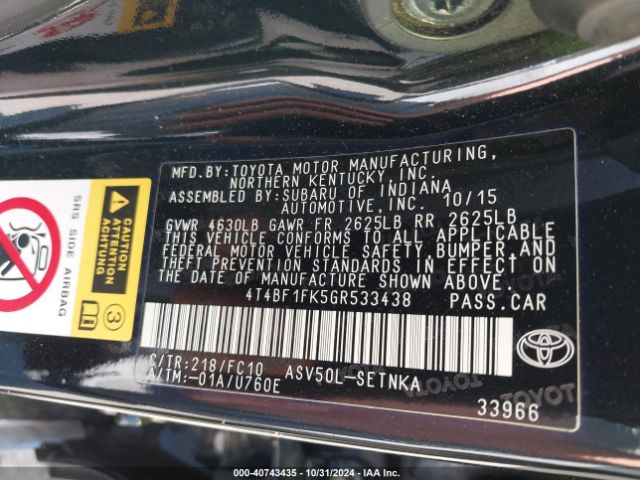 MFD.BY:TOYOTA MOTOR MANUFACTURING,
NORTHERN KENTUCKY,INC.
ASSEMBLED BY:SUBARU OF INDIANA
AUTOMOTIVE,INC. 10/15
GVWR 4630LB GAWR FR 2625LB RR 2625LB
THIS VEHICLE CONFORMS TO ALL APPLICABLE
FEDERAL MOTOR VEHICLE SAFETY,BUMPER,AND
THEFT PREVENTION STANDARDS IN EFFECT ON
THE DATE OF MANUFACTURE SHOWN ABOVE.
4T4BF1FK5GR533438 PASS.CAR
C/TR:218/FC10 ASV50L-SETNKA
A/TM:-01A/U760E
TOYOTA
33966
SRS SIDE AIRBAG
CAUTION
ATTENTION
ACHTUNG
3
000-40743435 - 10/31/2024 - IAA Inc.